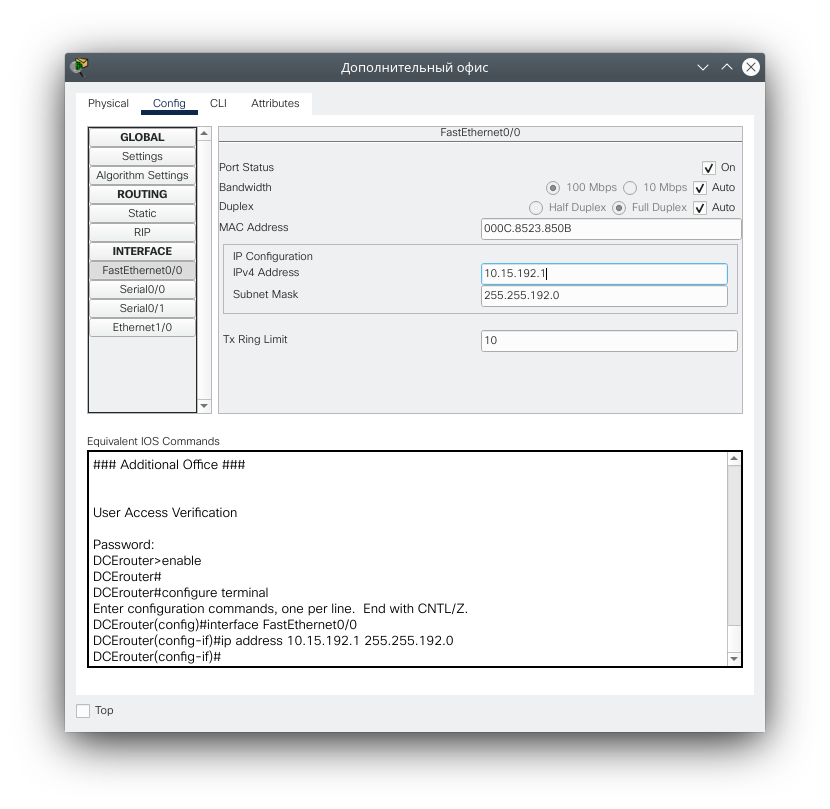 Дополнительный офис
Physical Config CLI Attributes
GLOBAL
Settings
Algorithm Settings
ROUTING
Static
RIP
INTERFACE
FastEthernet0/0
Serial0/0
Serial0/1
Ethernet1/0
FastEthernet0/0
Port Status On
Bandwidth 100 Mbps 10 Mbps Auto
Duplex Half Duplex Full Duplex Auto
MAC Address 000C.8523.850B
IP Configuration
IPv4 Address 10.15.192.1
Subnet Mask 255.255.192.0
Tx Ring Limit 10
Equivalent IOS Commands
### Additional Office ###
User Access Verification
Password:
DCErouter>enable
DCErouter#
DCErouter#configure terminal
Enter configuration commands, one per line. End with CNTL/Z.
DCErouter(config)#interface FastEthernet0/0
DCErouter(config-if)#ip address 10.15.192.1 255.255.192.0
DCErouter(config-if)#
Top